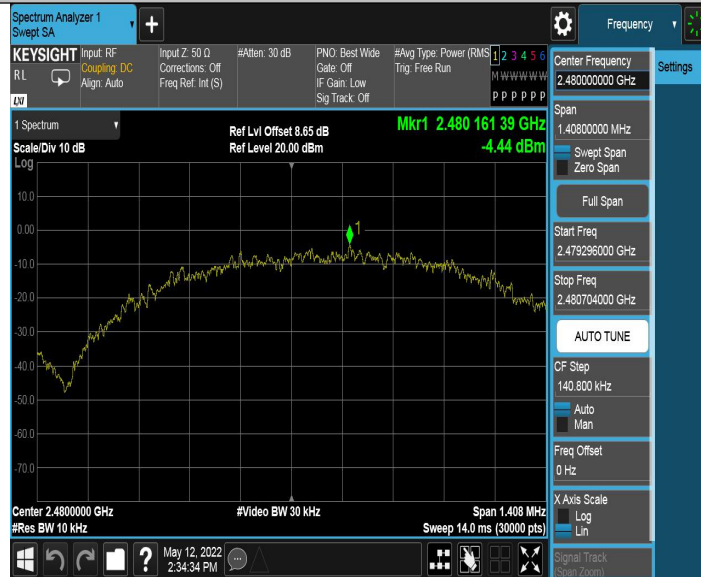 Spectrum Analyzer 1
Swept SA
Frequency
KEYSIGHT
R L
LXI
Input: RF
Coupling: DC
Align: Auto
Input Z: 50 Ω
Corrections: Off
Freq Ref: Int (S)
#Atten: 30 dB
PNO: Best Wide
Gate: Off
IF Gain: Low
Sig Track: Off
#Avg Type: Power (RMS
Trig: Free Run
1 2 3 4 5 6
M W W W W W
P P P P P P
1 Spectrum
Scale/Div 10 dB
Ref Lvl Offset 8.65 dB
Ref Level 20.00 dBm
Mkr1 2.480 161 39 GHz
-4.44 dBm
Log
10.0
0.00
-10.0
-20.0
-30.0
-40.0
-50.0
-60.0
-70.0
1
Center 2.4800000 GHz
#Res BW 10 kHz
#Video BW 30 kHz
Span 1.408 MHz
Sweep 14.0 ms (30000 pts)
May 12, 2022
2:34:34 PM
Center Frequency
2.480000000 GHz
Settings
Span
1.40800000 MHz
Swept Span
Zero Span
Full Span
Start Freq
2.479296000 GHz
Stop Freq
2.480704000 GHz
AUTO TUNE
CF Step
140.800 kHz
Auto
Man
Freq Offset
0 Hz
X Axis Scale
Log
Lin
Signal Track
(Span Zoom)